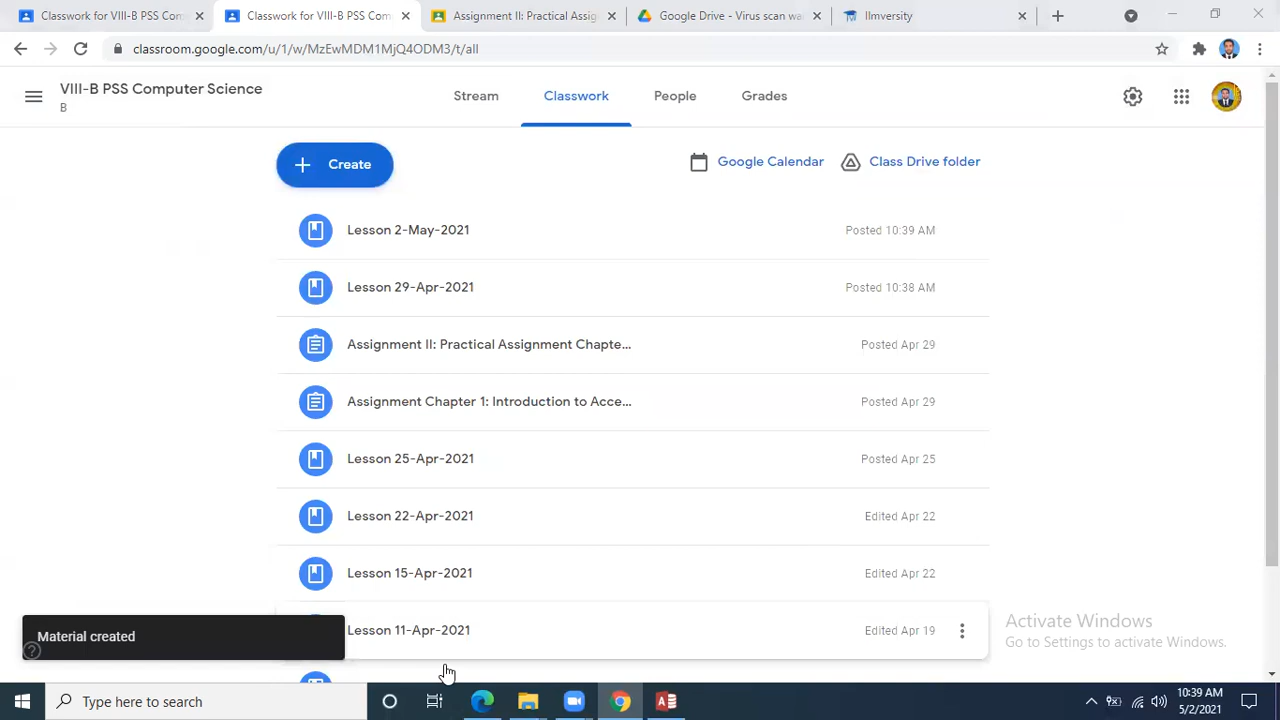 Classwork for VIII-B PSS Com
Classwork for VIII-B PSS Com
Assignment II: Practical Assignm
Google Drive - Virus scan wa
Ilmversity
classroom.google.com/u/1/w/MzEwMDM1MjQ4ODM3/t/all
VIII-B PSS Computer Science
B
Stream
Classwork
People
Grades
Create
Google Calendar
Class Drive folder
Lesson 2-May-2021
Posted 10:39 AM
Lesson 29-Apr-2021
Posted 10:38 AM
Assignment II: Practical Assignment Chapte...
Posted Apr 29
Assignment Chapter 1: Introduction to Acce...
Posted Apr 29
Lesson 25-Apr-2021
Posted Apr 25
Lesson 22-Apr-2021
Edited Apr 22
Lesson 15-Apr-2021
Edited Apr 22
Lesson 11-Apr-2021
Edited Apr 19
Material created
Activate Windows
Go to Settings to activate Windows.
Type here to search
10:39 AM
5/2/2021